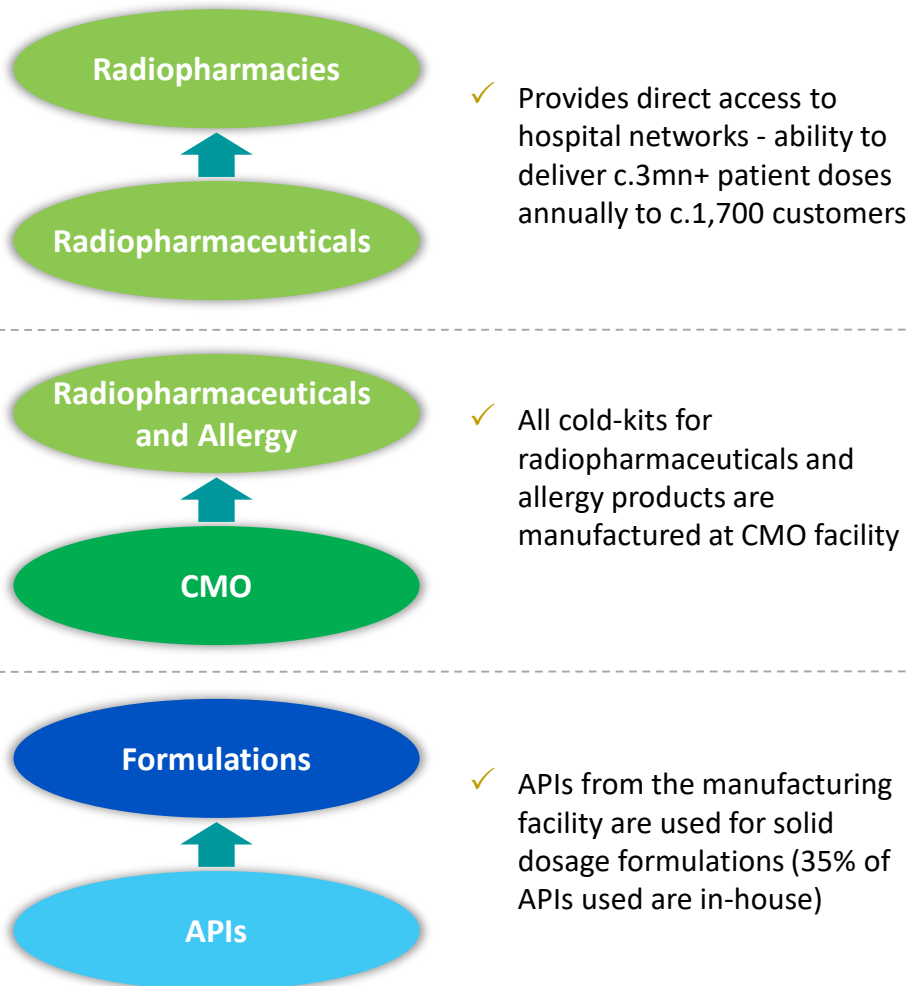 Radiopharmacies
Radiopharmaceuticals
✓ Provides direct access to
hospital networks - ability to
deliver c.3mn+ patient doses
annually to c.1,700 customers
Radiopharmaceuticals
and Allergy
CMO
✓ All cold-kits for
radiopharmaceuticals and
allergy products are
manufactured at CMO facility
Formulations
APIs
✓ APIs from the manufacturing
facility are used for solid
dosage formulations (35% of
APIs used are in-house)